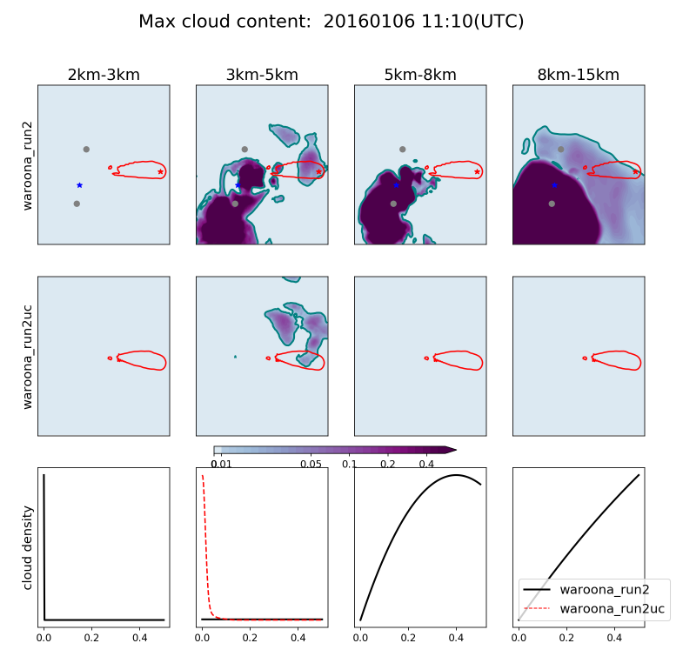 Max cloud content:  20160106 11:10(UTC)
2km-3km 3km-5km 5km-8km 8km-15km
waroona_run2
waroona_run2uc
0.01 0.05 0.1 0.2 0.4
cloud density
waroona_run2
waroona_run2uc
0.0 0.2 0.4 0.0 0.2 0.4 0.0 0.2 0.4 0.0 0.2 0.4